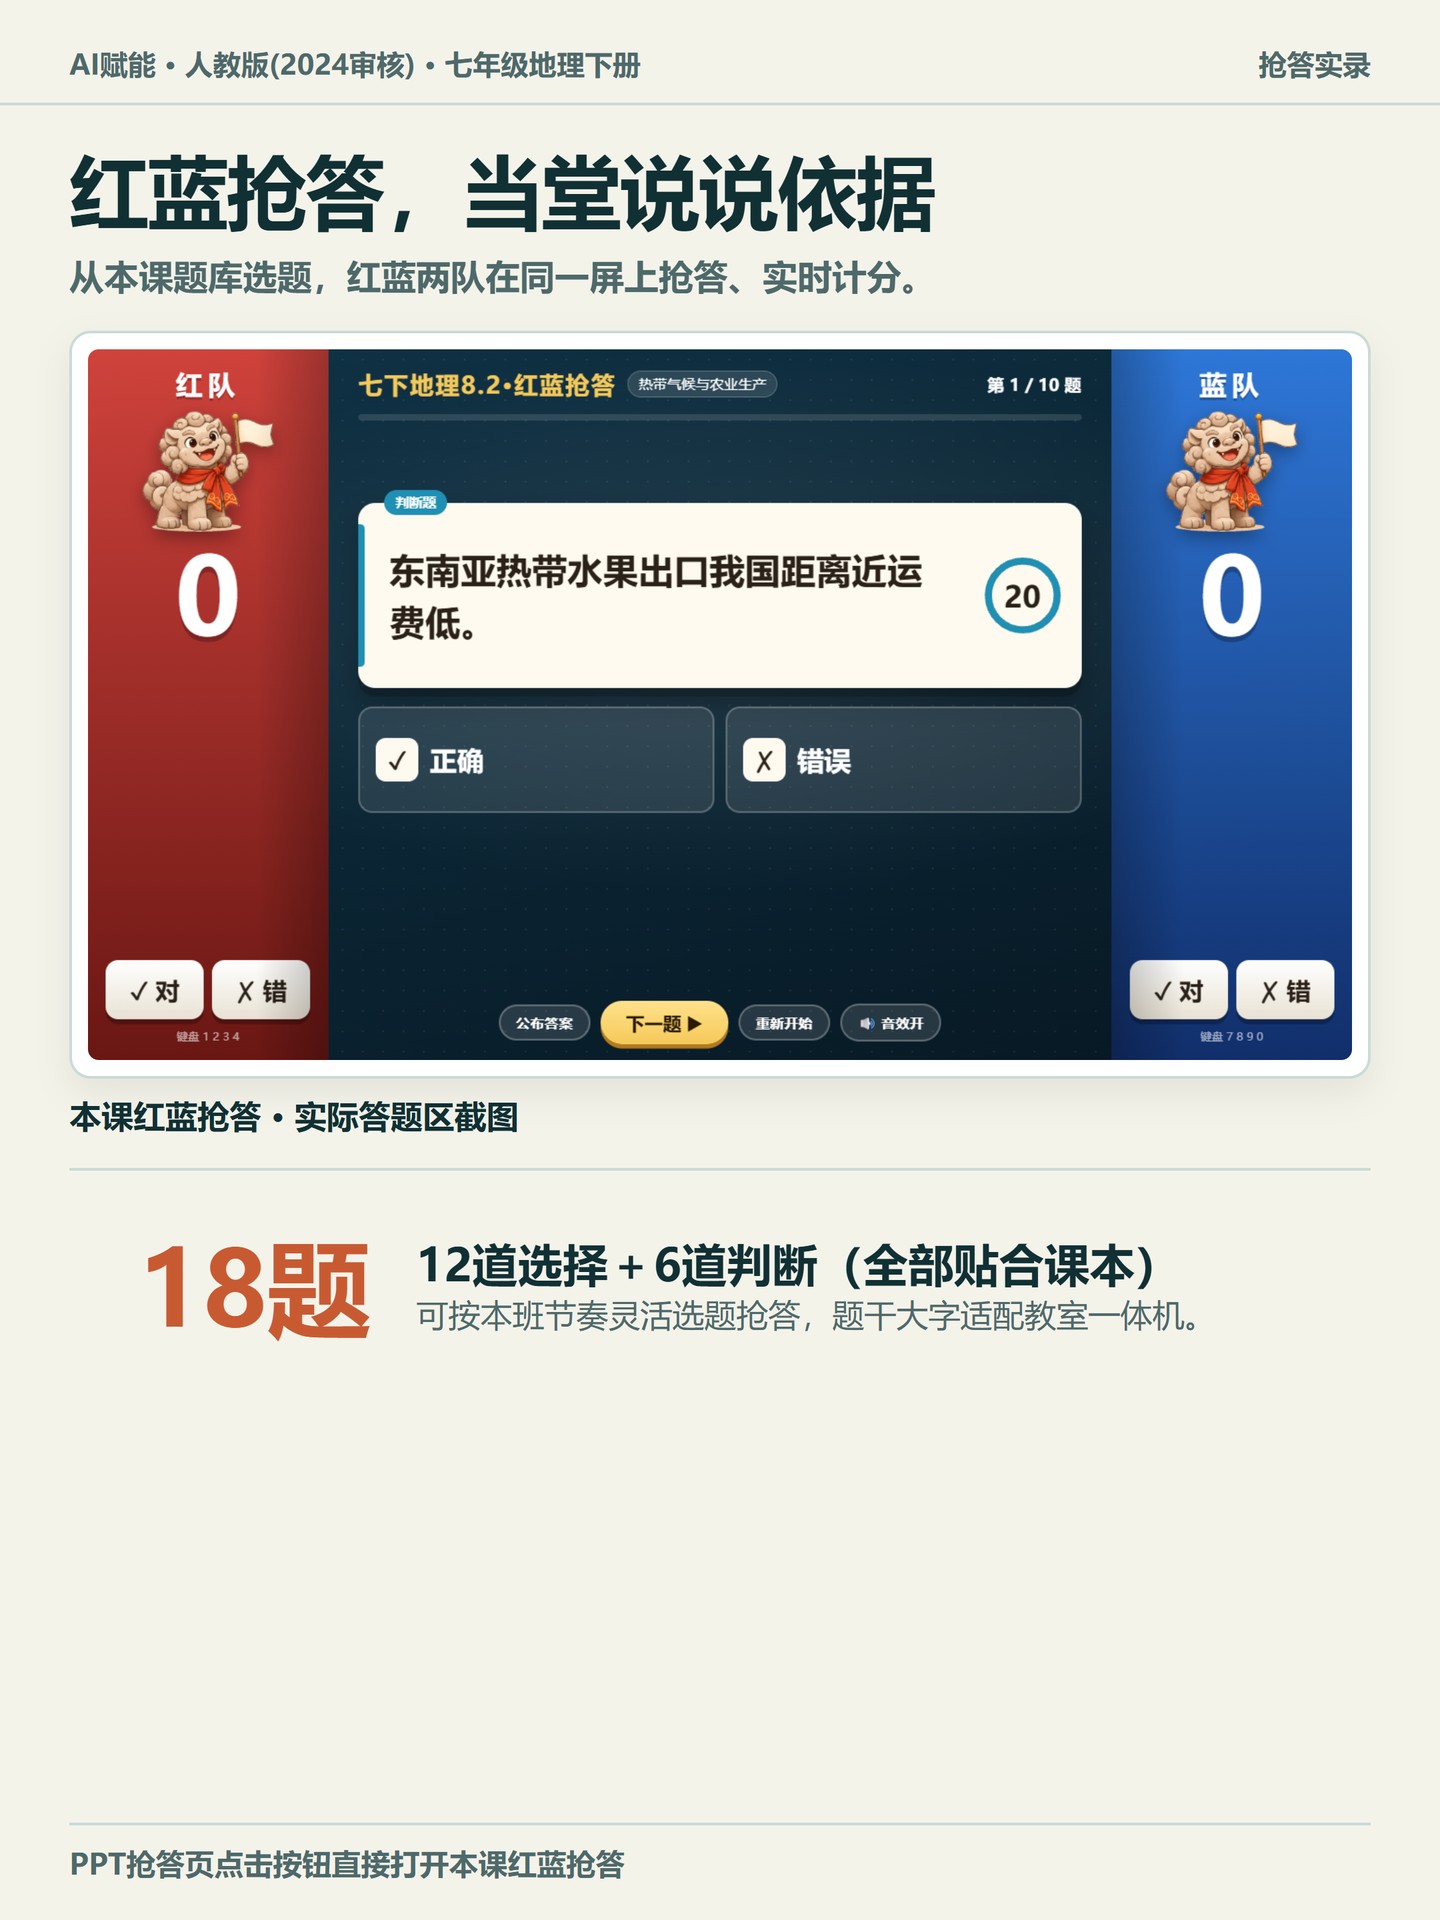 AI赋能 • 人教版(2024审核) • 七年级地理下册
抢答实录
红蓝抢答，当堂说说依据
从本课题库选题，红蓝两队在同一屏上抢答、实时计分。
红队
0
✓ 对
✗ 错
键盘 1 2 3 4
七下地理8.2·红蓝抢答
热带气候与农业生产
第 1 / 10 题
判断题
东南亚热带水果出口我国距离近运
费低。
20
✓ 正确
✗ 错误
公布答案
下一题 ▶
重新开始
🔊 音效开
蓝队
0
✓ 对
✗ 错
键盘 7 8 9 0
本课红蓝抢答 • 实际答题区截图
18题
12道选择 + 6道判断（全部贴合课本）
可按本班节奏灵活选题抢答，题干大字适配教室一体机。
PPT抢答页点击按钮直接打开本课红蓝抢答